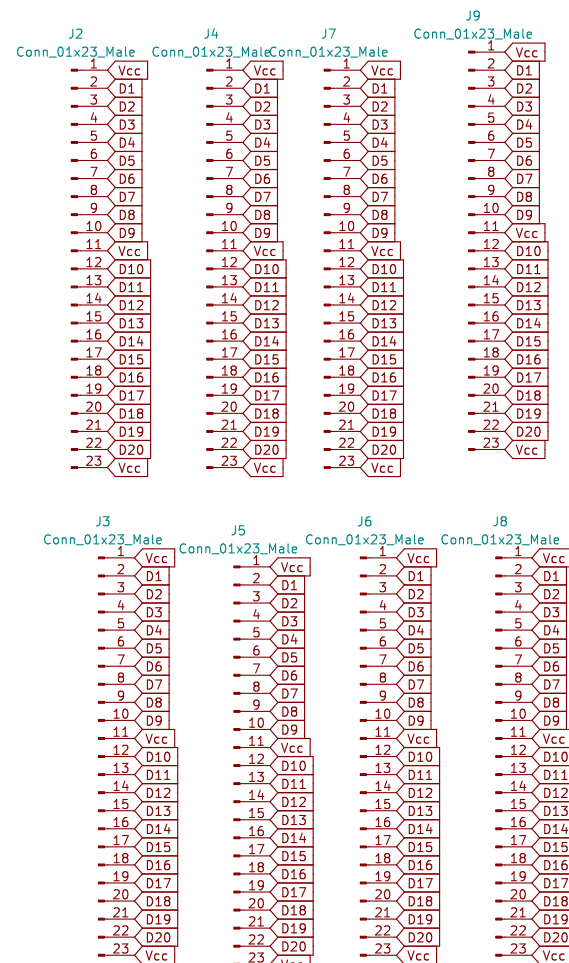 J2
Conn_01x23_Male
1 Vcc
2 D1
3 D2
4 D3
5 D4
6 D5
7 D6
8 D7
9 D8
10 D9
11 Vcc
12 D10
13 D11
14 D12
15 D13
16 D14
17 D15
18 D16
19 D17
20 D18
21 D19
22 D20
23 Vcc
J4
Conn_01x23_Male
1 Vcc
2 D1
3 D2
4 D3
5 D4
6 D5
7 D6
8 D7
9 D8
10 D9
11 Vcc
12 D10
13 D11
14 D12
15 D13
16 D14
17 D15
18 D16
19 D17
20 D18
21 D19
22 D20
23 Vcc
J7
Conn_01x23_Male
1 Vcc
2 D1
3 D2
4 D3
5 D4
6 D5
7 D6
8 D7
9 D8
10 D9
11 Vcc
12 D10
13 D11
14 D12
15 D13
16 D14
17 D15
18 D16
19 D17
20 D18
21 D19
22 D20
23 Vcc
J9
Conn_01x23_Male
1 Vcc
2 D1
3 D2
4 D3
5 D4
6 D5
7 D6
8 D7
9 D8
10 D9
11 Vcc
12 D10
13 D11
14 D12
15 D13
16 D14
17 D15
18 D16
19 D17
20 D18
21 D19
22 D20
23 Vcc
J3
Conn_01x23_Male
1 Vcc
2 D1
3 D2
4 D3
5 D4
6 D5
7 D6
8 D7
9 D8
10 D9
11 Vcc
12 D10
13 D11
14 D12
15 D13
16 D14
17 D15
18 D16
19 D17
20 D18
21 D19
22 D20
23 Vcc
J5
Conn_01x23_Male
1 Vcc
2 D1
3 D2
4 D3
5 D4
6 D5
7 D6
8 D7
9 D8
10 D9
11 Vcc
12 D10
13 D11
14 D12
15 D13
16 D14
17 D15
18 D16
19 D17
20 D18
21 D19
22 D20
23 Vcc
J6
Conn_01x23_Male
1 Vcc
2 D1
3 D2
4 D3
5 D4
6 D5
7 D6
8 D7
9 D8
10 D9
11 Vcc
12 D10
13 D11
14 D12
15 D13
16 D14
17 D15
18 D16
19 D17
20 D18
21 D19
22 D20
23 Vcc
J8
Conn_01x23_Male
1 Vcc
2 D1
3 D2
4 D3
5 D4
6 D5
7 D6
8 D7
9 D8
10 D9
11 Vcc
12 D10
13 D11
14 D12
15 D13
16 D14
17 D15
18 D16
19 D17
20 D18
21 D19
22 D20
23 Vcc